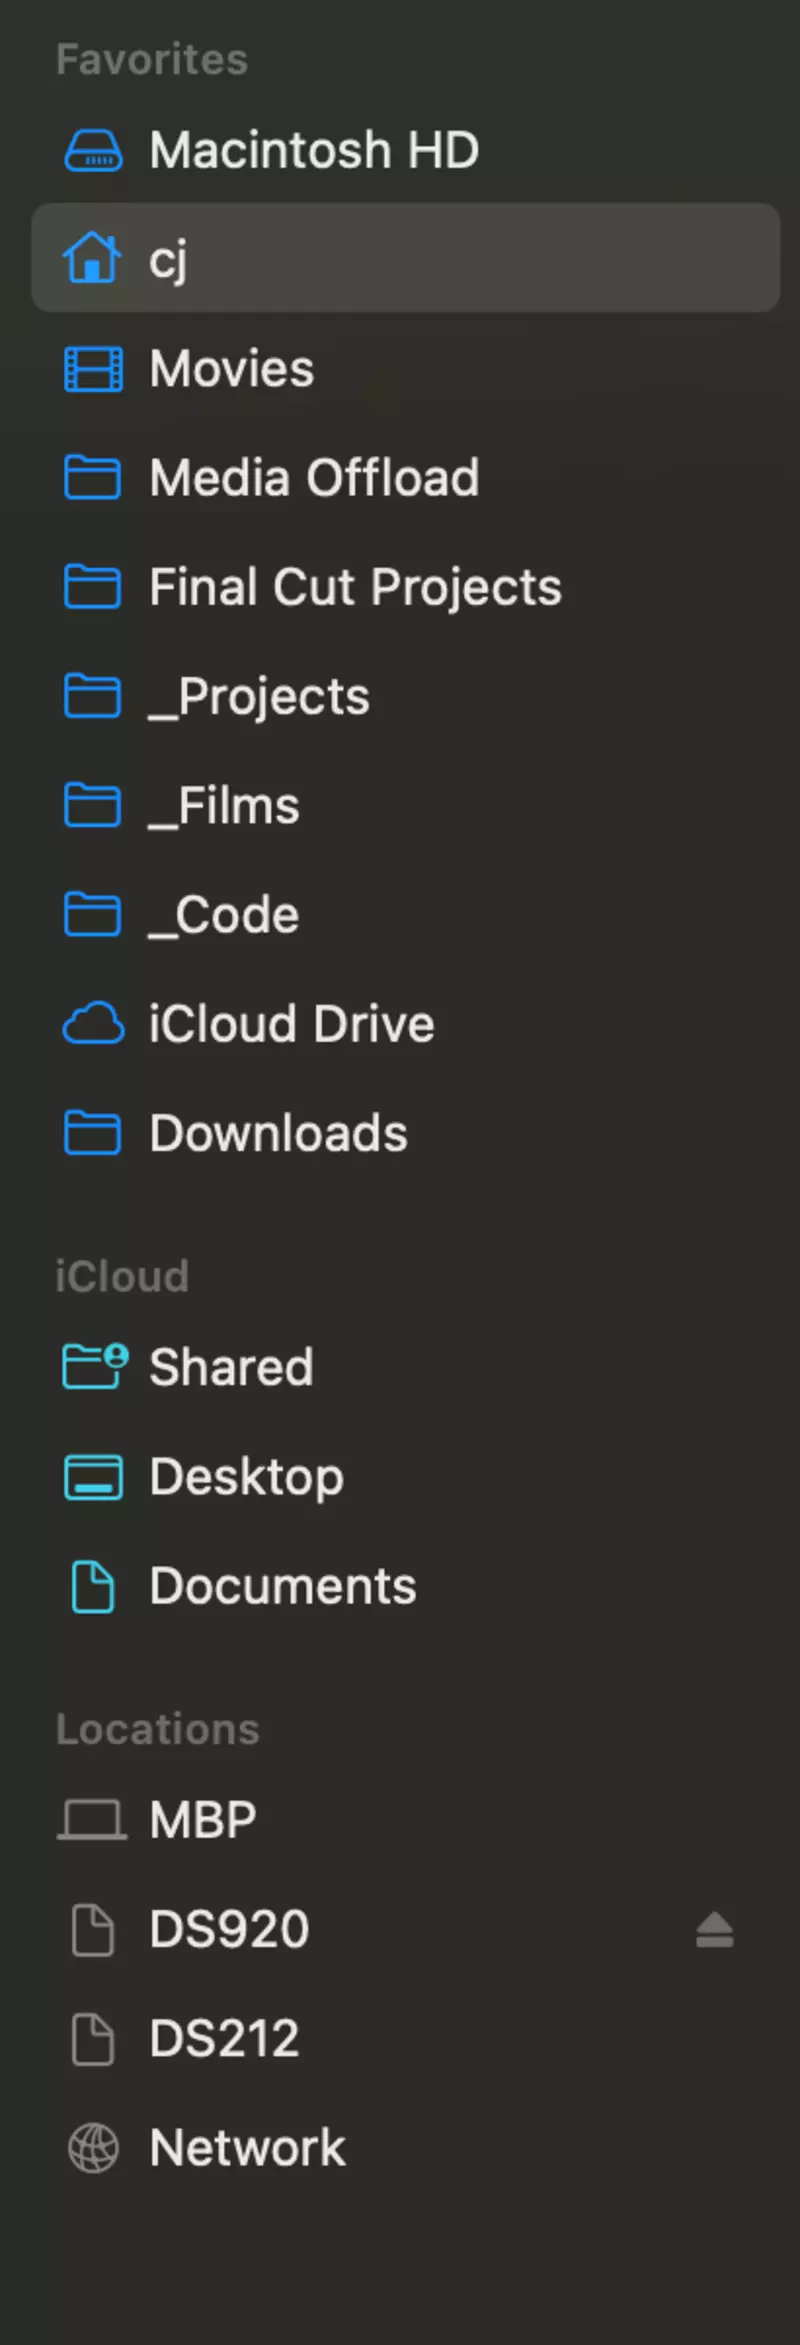 Favorites
Macintosh HD
cj
Movies
Media Offload
Final Cut Projects
_Projects
_Films
_Code
iCloud Drive
Downloads
iCloud
Shared
Desktop
Documents
Locations
MBP
DS920
DS212
Network